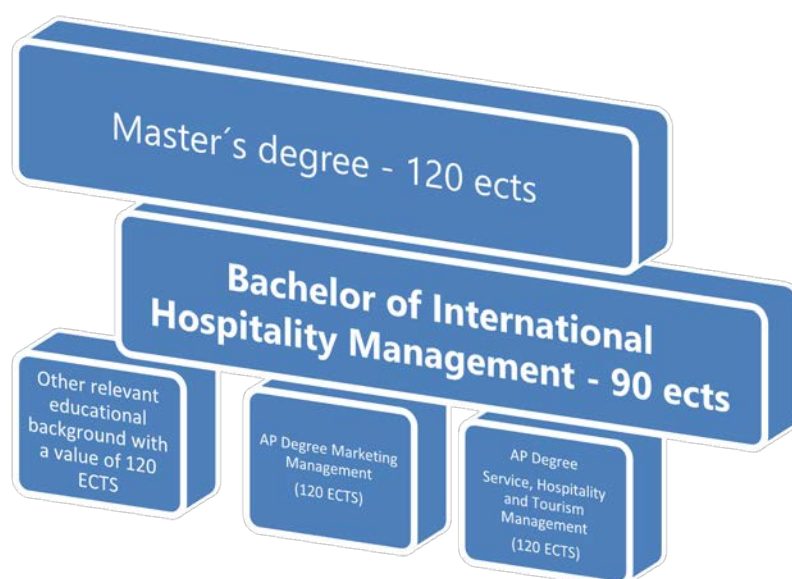 Master´s degree - 120 ects
Bachelor of International
Hospitality Management - 90 ects
Other relevant
educational
background with
a value of 120
ECTS
AP Degree Marketing
Management
(120 ECTS)
AP Degree
Service, Hospitality
and Tourism
Management
(120 ECTS)